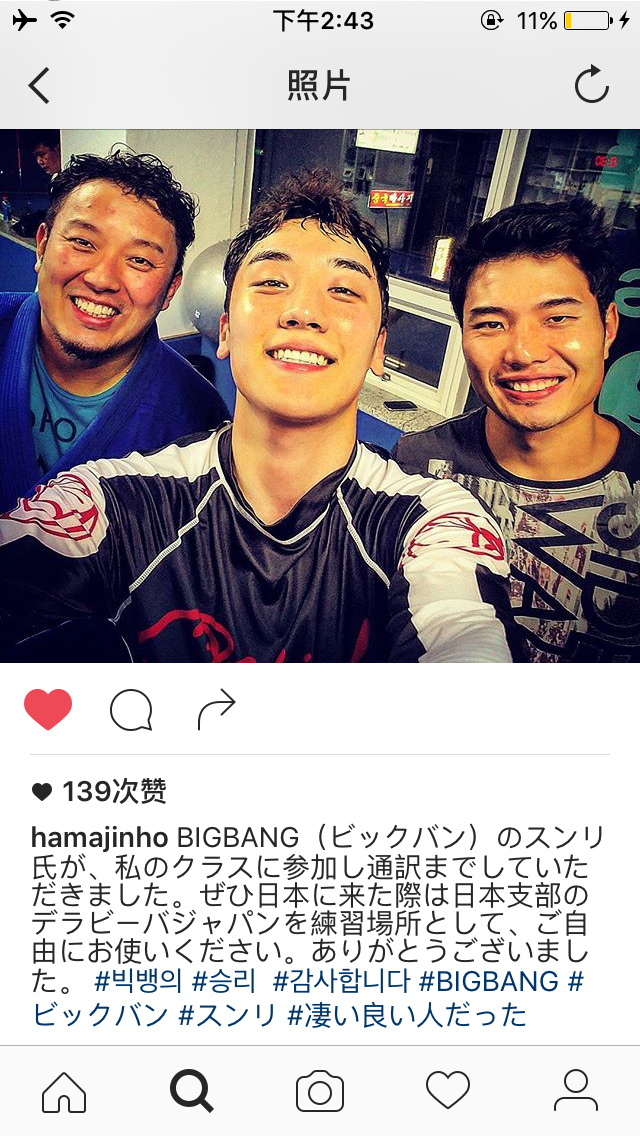 下午2:43
11%
照片
139次赞
hamajinho BIGBANG（ビックバン）のスンリ
氏が、私のクラスに参加し通訳までしていた
だきました。ぜひ日本に来た際は日本支部の
デラヒーバジャパンを練習場所として、ご自
由にお使いください。ありがとうございまし
た。 #빅뱅의 #승리 #감사합니다 #BIGBANG #
ビックバン #スンリ #凄い良い人だった